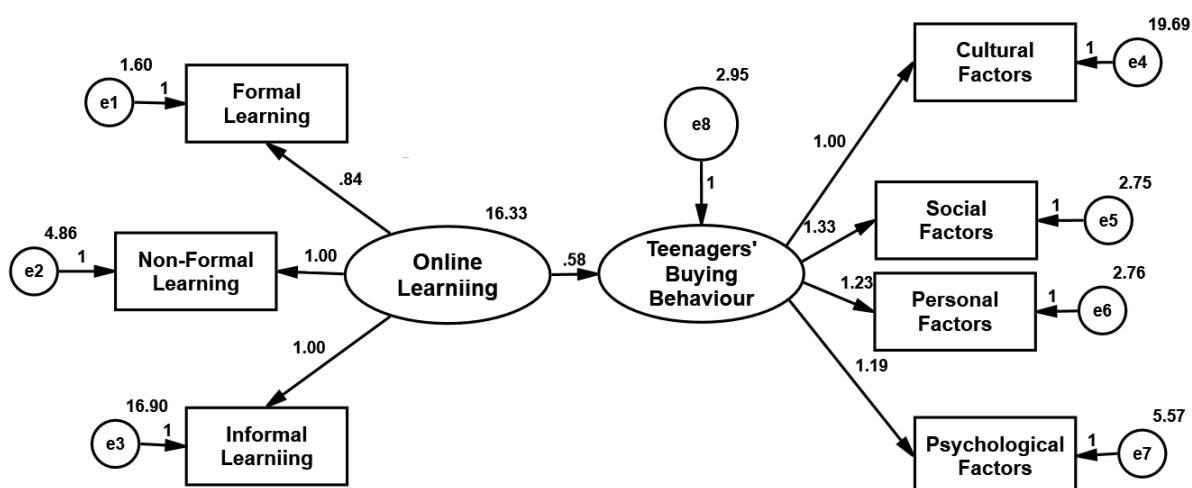 1.60
e1
1
Formal
Learning
.84
4.86
e2
1
Non-Formal
Learning
1.00
16.33
Online
Learniing
1.00
16.90
e3
1
Informal
Learniing
.58
2.95
e8
1
Teenagers'
Buying
Behaviour
1.00
Cultural
Factors
1
19.69
e4
1.33
Social
Factors
1
2.75
e5
1.23
Personal
Factors
1
2.76
e6
1.19
Psychological
Factors
1
5.57
e7